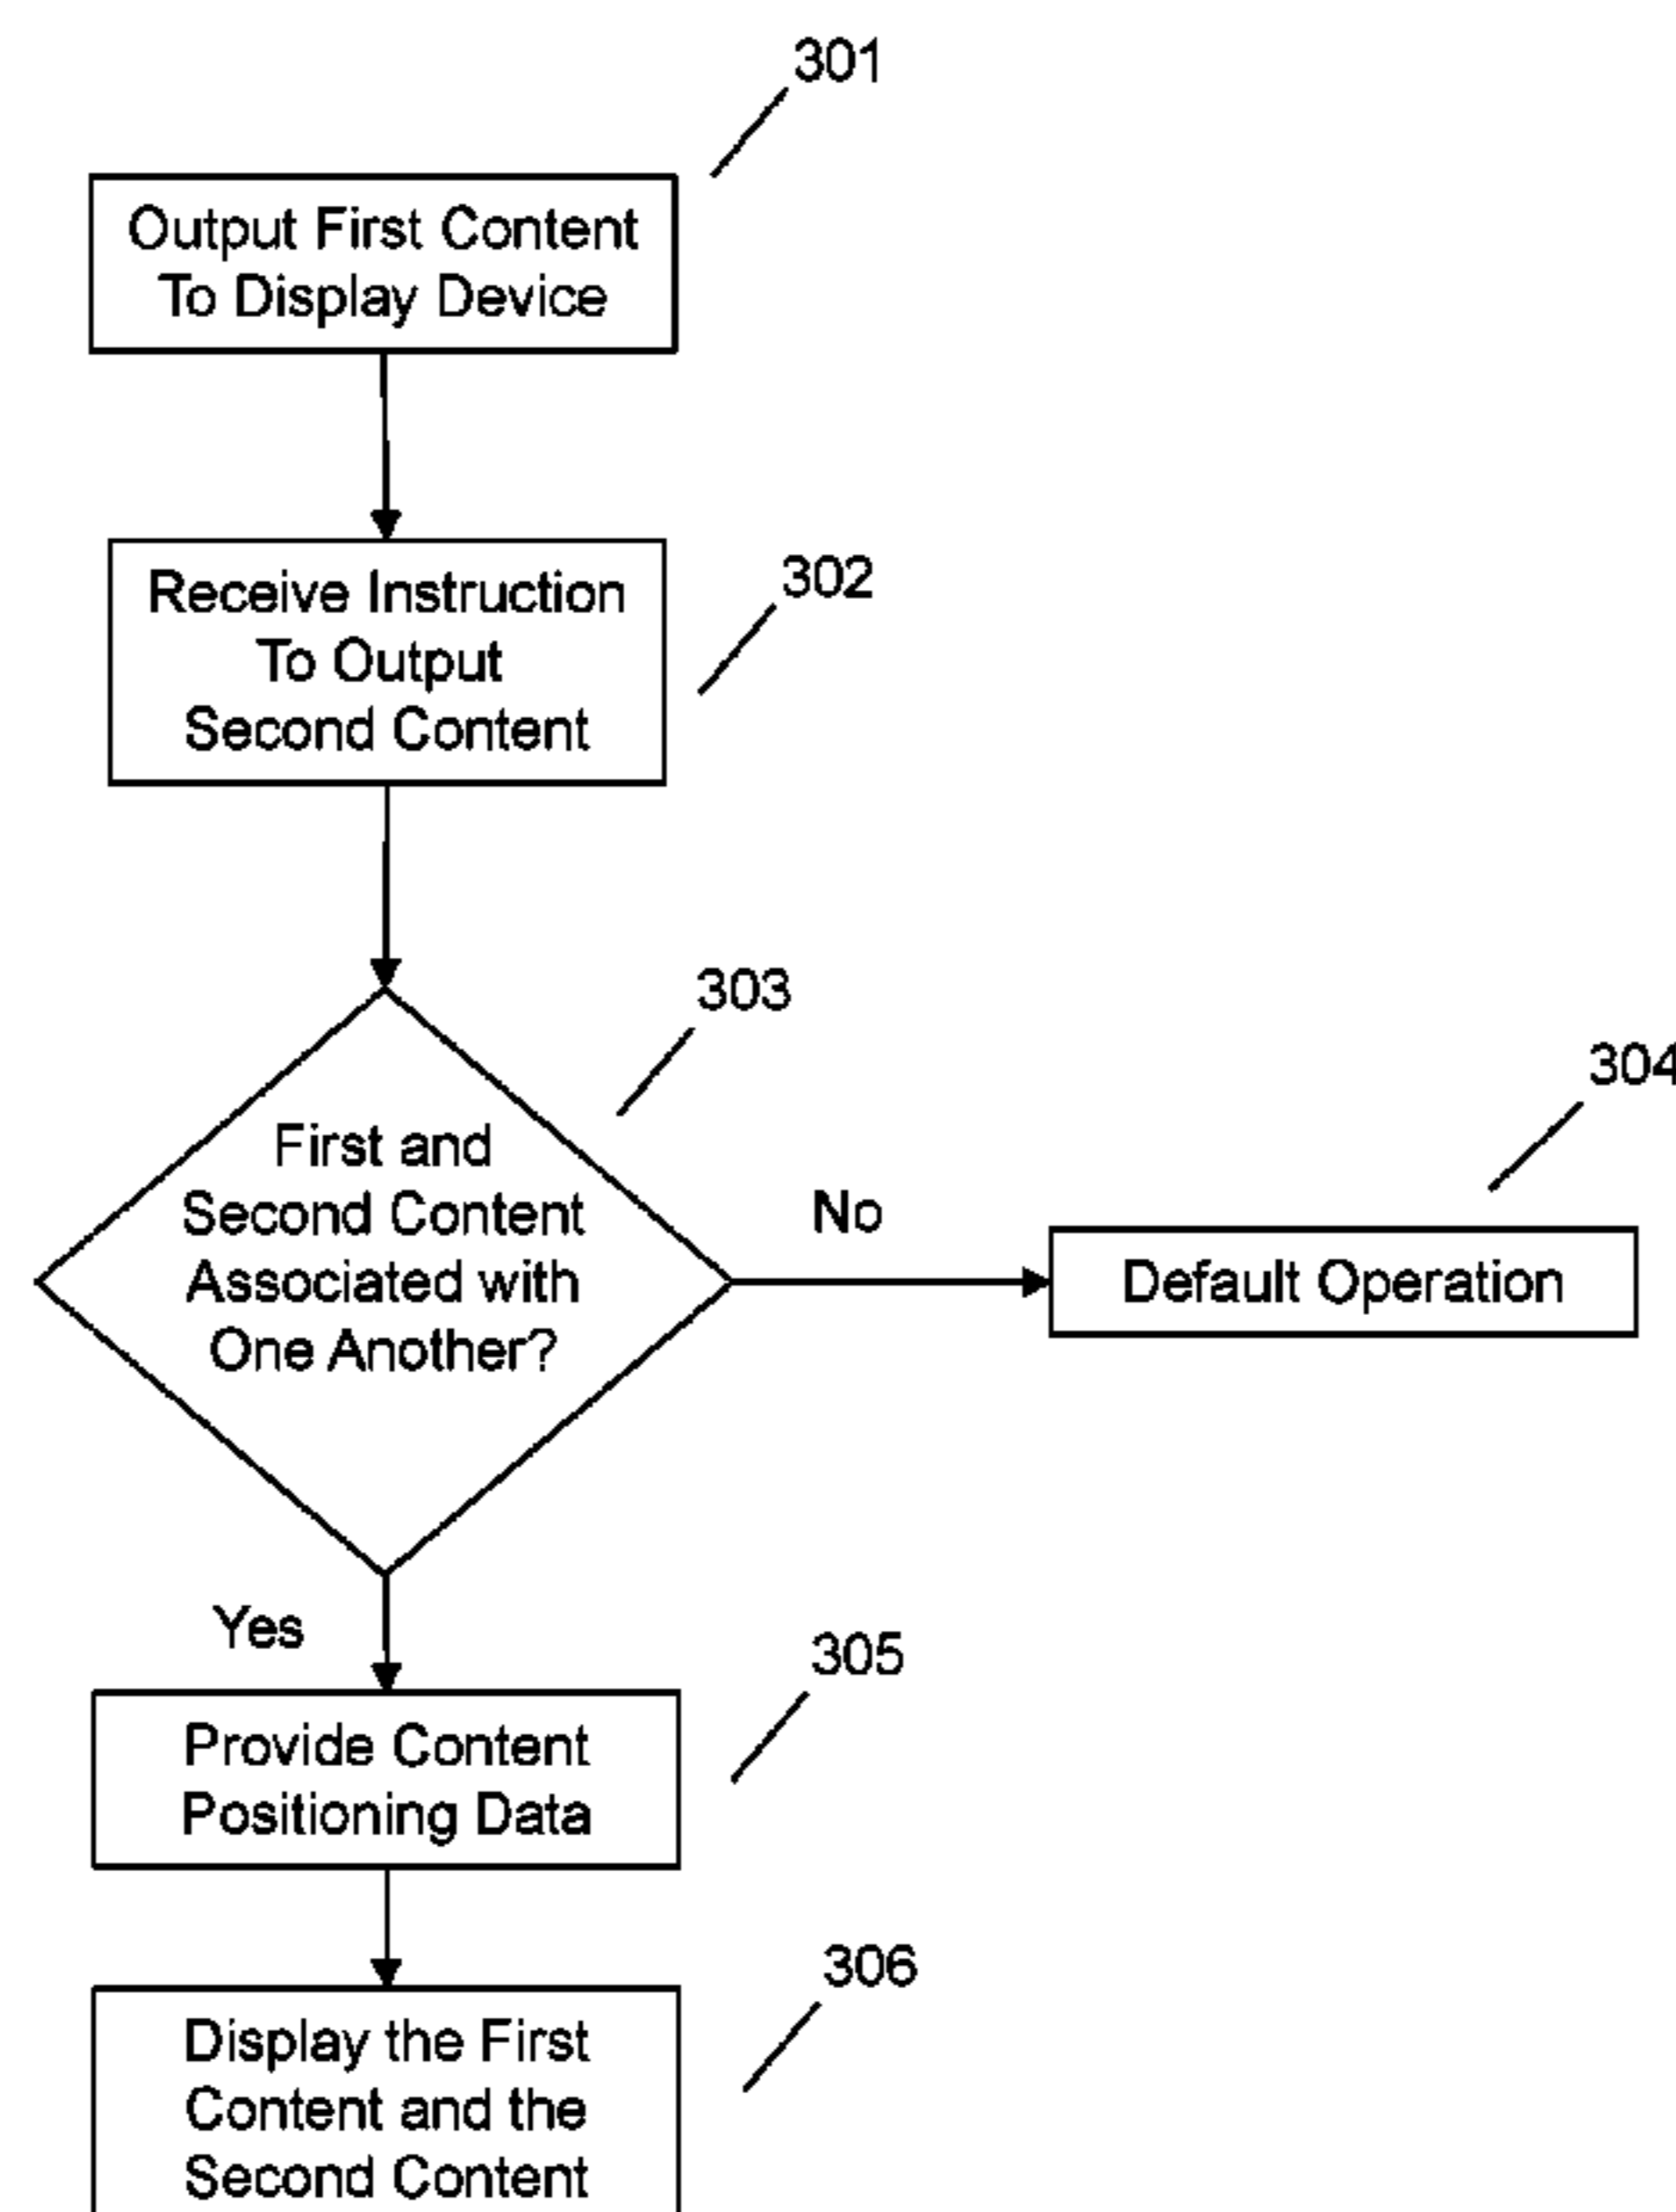 301
Output First Content
To Display Device
302
Receive Instruction
To Output
Second Content
303
First and
Second Content
Associated with
One Another?
304
No
Default Operation
Yes
305
Provide Content
Positioning Data
306
Display the First
Content and the
Second Content